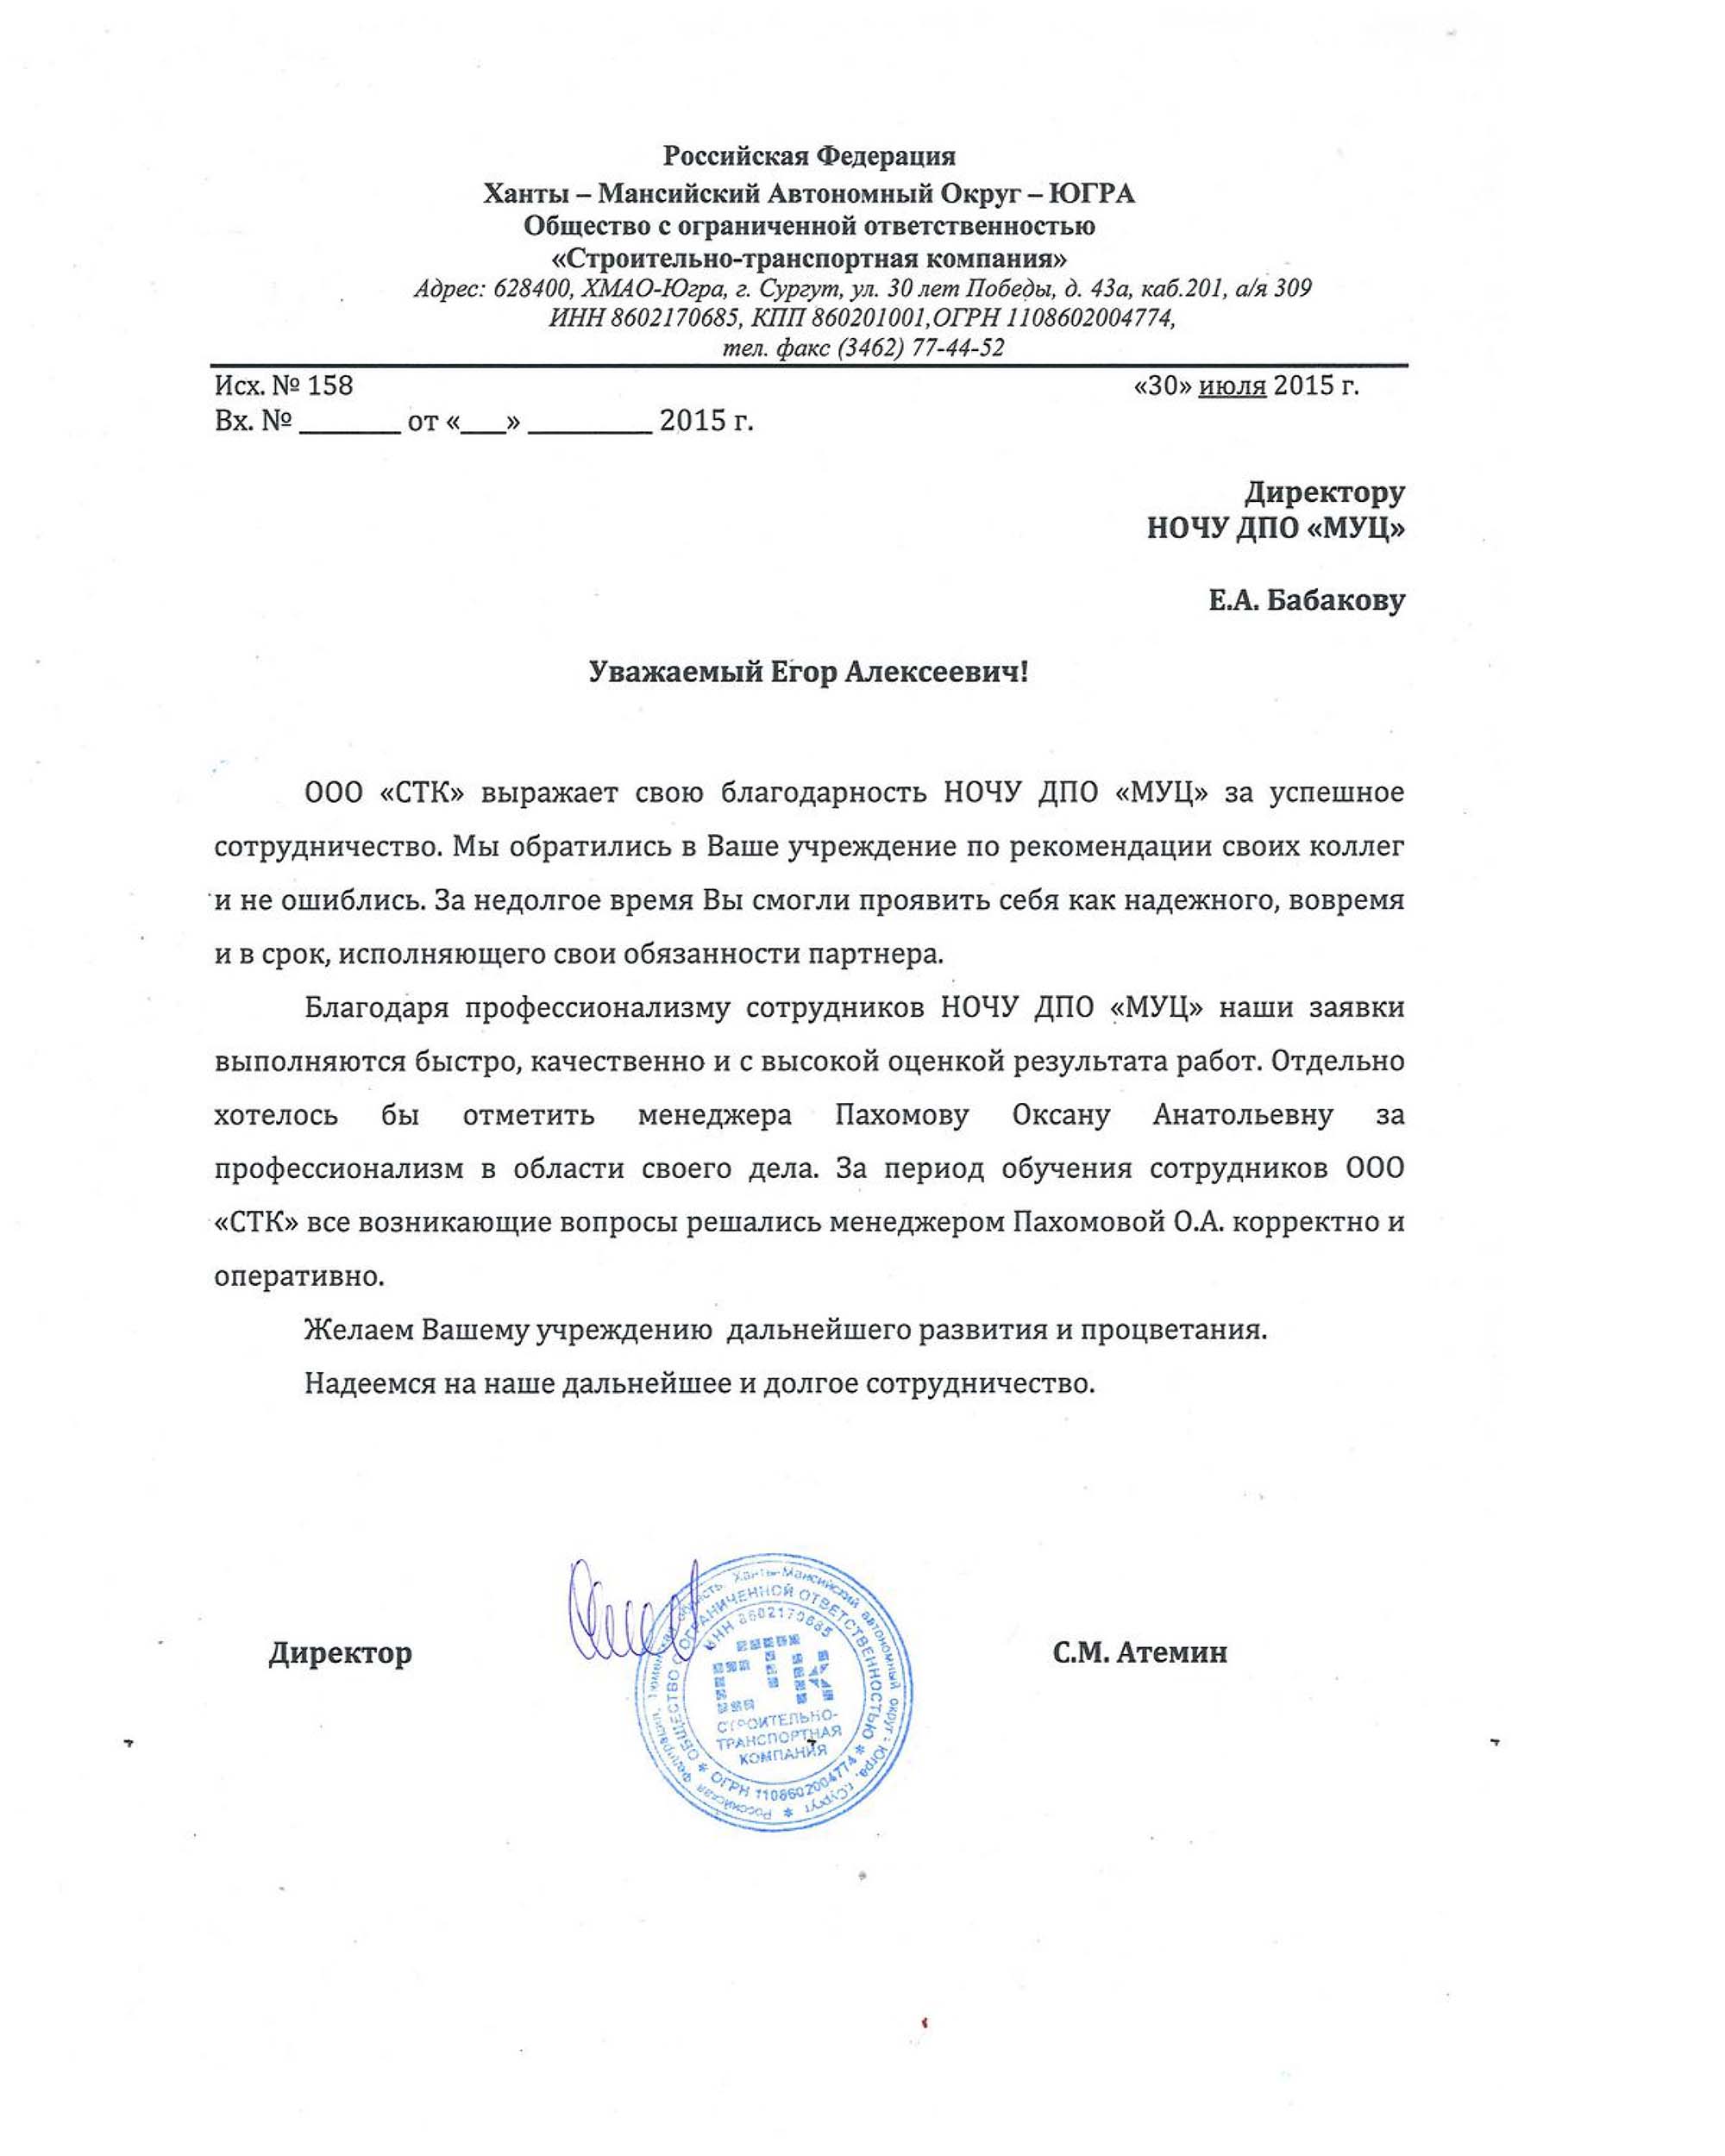 Российская Федерация
Ханты – Мансийский Автономный Округ – ЮГРА
Общество с ограниченной ответственностью
«Строительно-транспортная компания»
Адрес: 628400, ХМАО-Югра, г. Сургут, ул. 30 лет Победы, д. 43а, каб.201, а/я 309
ИНН 8602170685, КПП 860201001,ОГРН 1108602004774,
тел. факс (3462) 77-44-52
Исх. № 158 «30» июля 2015 г.
Вх. № _______ от «___» ________ 2015 г.
Директору
НОЧУ ДПО «МУЦ»
Е.А. Бабакову
Уважаемый Егор Алексеевич!
ООО «СТК» выражает свою благодарность НОЧУ ДПО «МУЦ» за успешное
сотрудничество. Мы обратились в Ваше учреждение по рекомендации своих коллег
и не ошиблись. За недолгое время Вы смогли проявить себя как надежного, вовремя
и в срок, исполняющего свои обязанности партнера.
Благодаря профессионализму сотрудников НОЧУ ДПО «МУЦ» наши заявки
выполняются быстро, качественно и с высокой оценкой результата работ. Отдельно
хотелось бы отметить менеджера Пахомову Оксану Анатольевну за
профессионализм в области своего дела. За период обучения сотрудников ООО
«СТК» все возникающие вопросы решались менеджером Пахомовой О.А. корректно и
оперативно.
Желаем Вашему учреждению дальнейшего развития и процветания.
Надеемся на наше дальнейшее и долгое сотрудничество.
Директор С.М. Атемин
Российская Федерация, Тюменская область, Ханты-Мансийский автономный округ - Югра, г.Сургут
ОБЩЕСТВО С ОГРАНИЧЕННОЙ ОТВЕТСТВЕННОСТЬЮ
ИНН 8602170685
СТК
СТРОИТЕЛЬНО-
ТРАНСПОРТНАЯ
КОМПАНИЯ
ОГРН 1108602004774